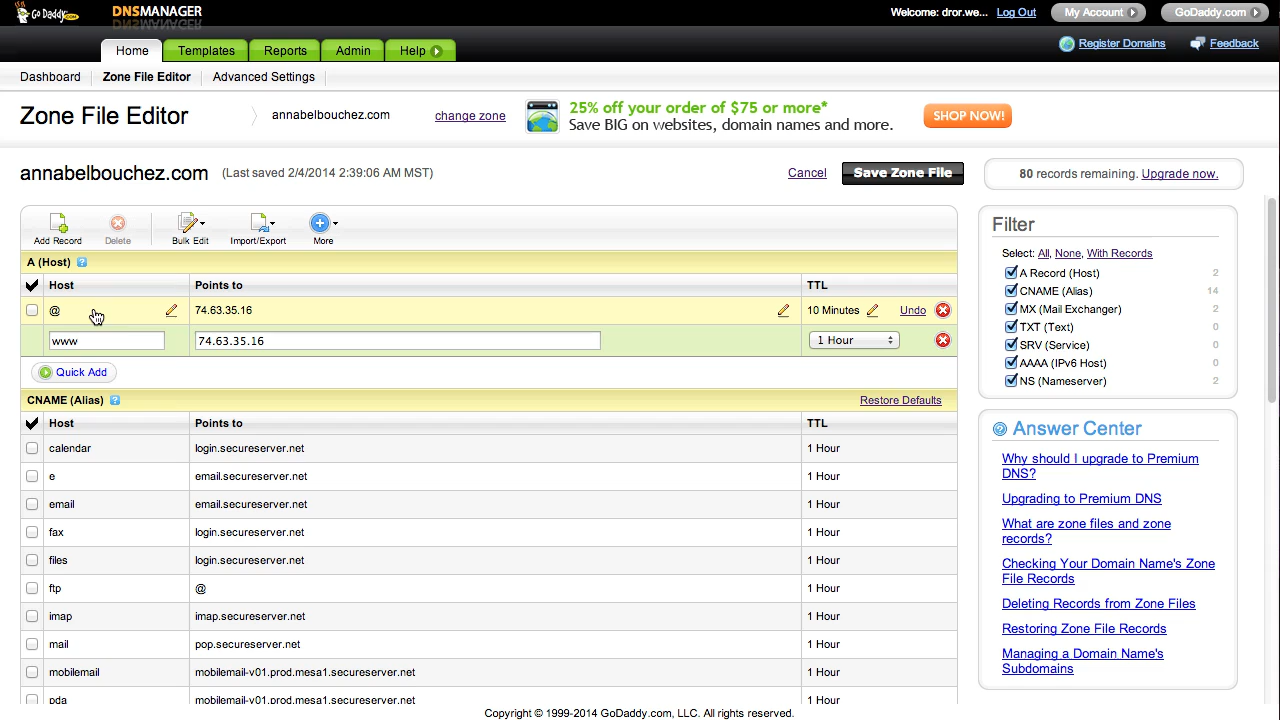 Go Daddy.com DNSMANAGER
Welcome: dror.we... Log Out My Account GoDaddy.com
Home Templates Reports Admin Help
Register Domains Feedback
Dashboard Zone File Editor Advanced Settings
Zone File Editor annabelbouchez.com change zone
25% off your order of $75 or more*
Save BIG on websites, domain names and more.
SHOP NOW!
annabelbouchez.com (Last saved 2/4/2014 2:39:06 AM MST) Cancel Save Zone File
80 records remaining. Upgrade now.
Add Record Delete Bulk Edit Import/Export More
A (Host) ?
Host Points to TTL
@ 74.63.35.16 10 Minutes Undo
www 74.63.35.16 1 Hour
Quick Add
CNAME (Alias) ? Restore Defaults
Host Points to TTL
calendar login.secureserver.net 1 Hour
e email.secureserver.net 1 Hour
email email.secureserver.net 1 Hour
fax login.secureserver.net 1 Hour
files login.secureserver.net 1 Hour
ftp @ 1 Hour
imap imap.secureserver.net 1 Hour
mail pop.secureserver.net 1 Hour
mobilemail mobilemail-v01.prod.mesa1.secureserver.net 1 Hour
pda mobilemail-v01.prod.mesa1.secureserver.net 1 Hour
Filter
Select: All, None, With Records
A Record (Host) 2
CNAME (Alias) 14
MX (Mail Exchanger) 2
TXT (Text) 0
SRV (Service) 0
AAAA (IPv6 Host) 0
NS (Nameserver) 2
? Answer Center
Why should I upgrade to Premium
DNS?
Upgrading to Premium DNS
What are zone files and zone
records?
Checking Your Domain Name's Zone
File Records
Deleting Records from Zone Files
Restoring Zone File Records
Managing a Domain Name's
Subdomains
Copyright © 1999-2014 GoDaddy.com, LLC. All rights reserved.